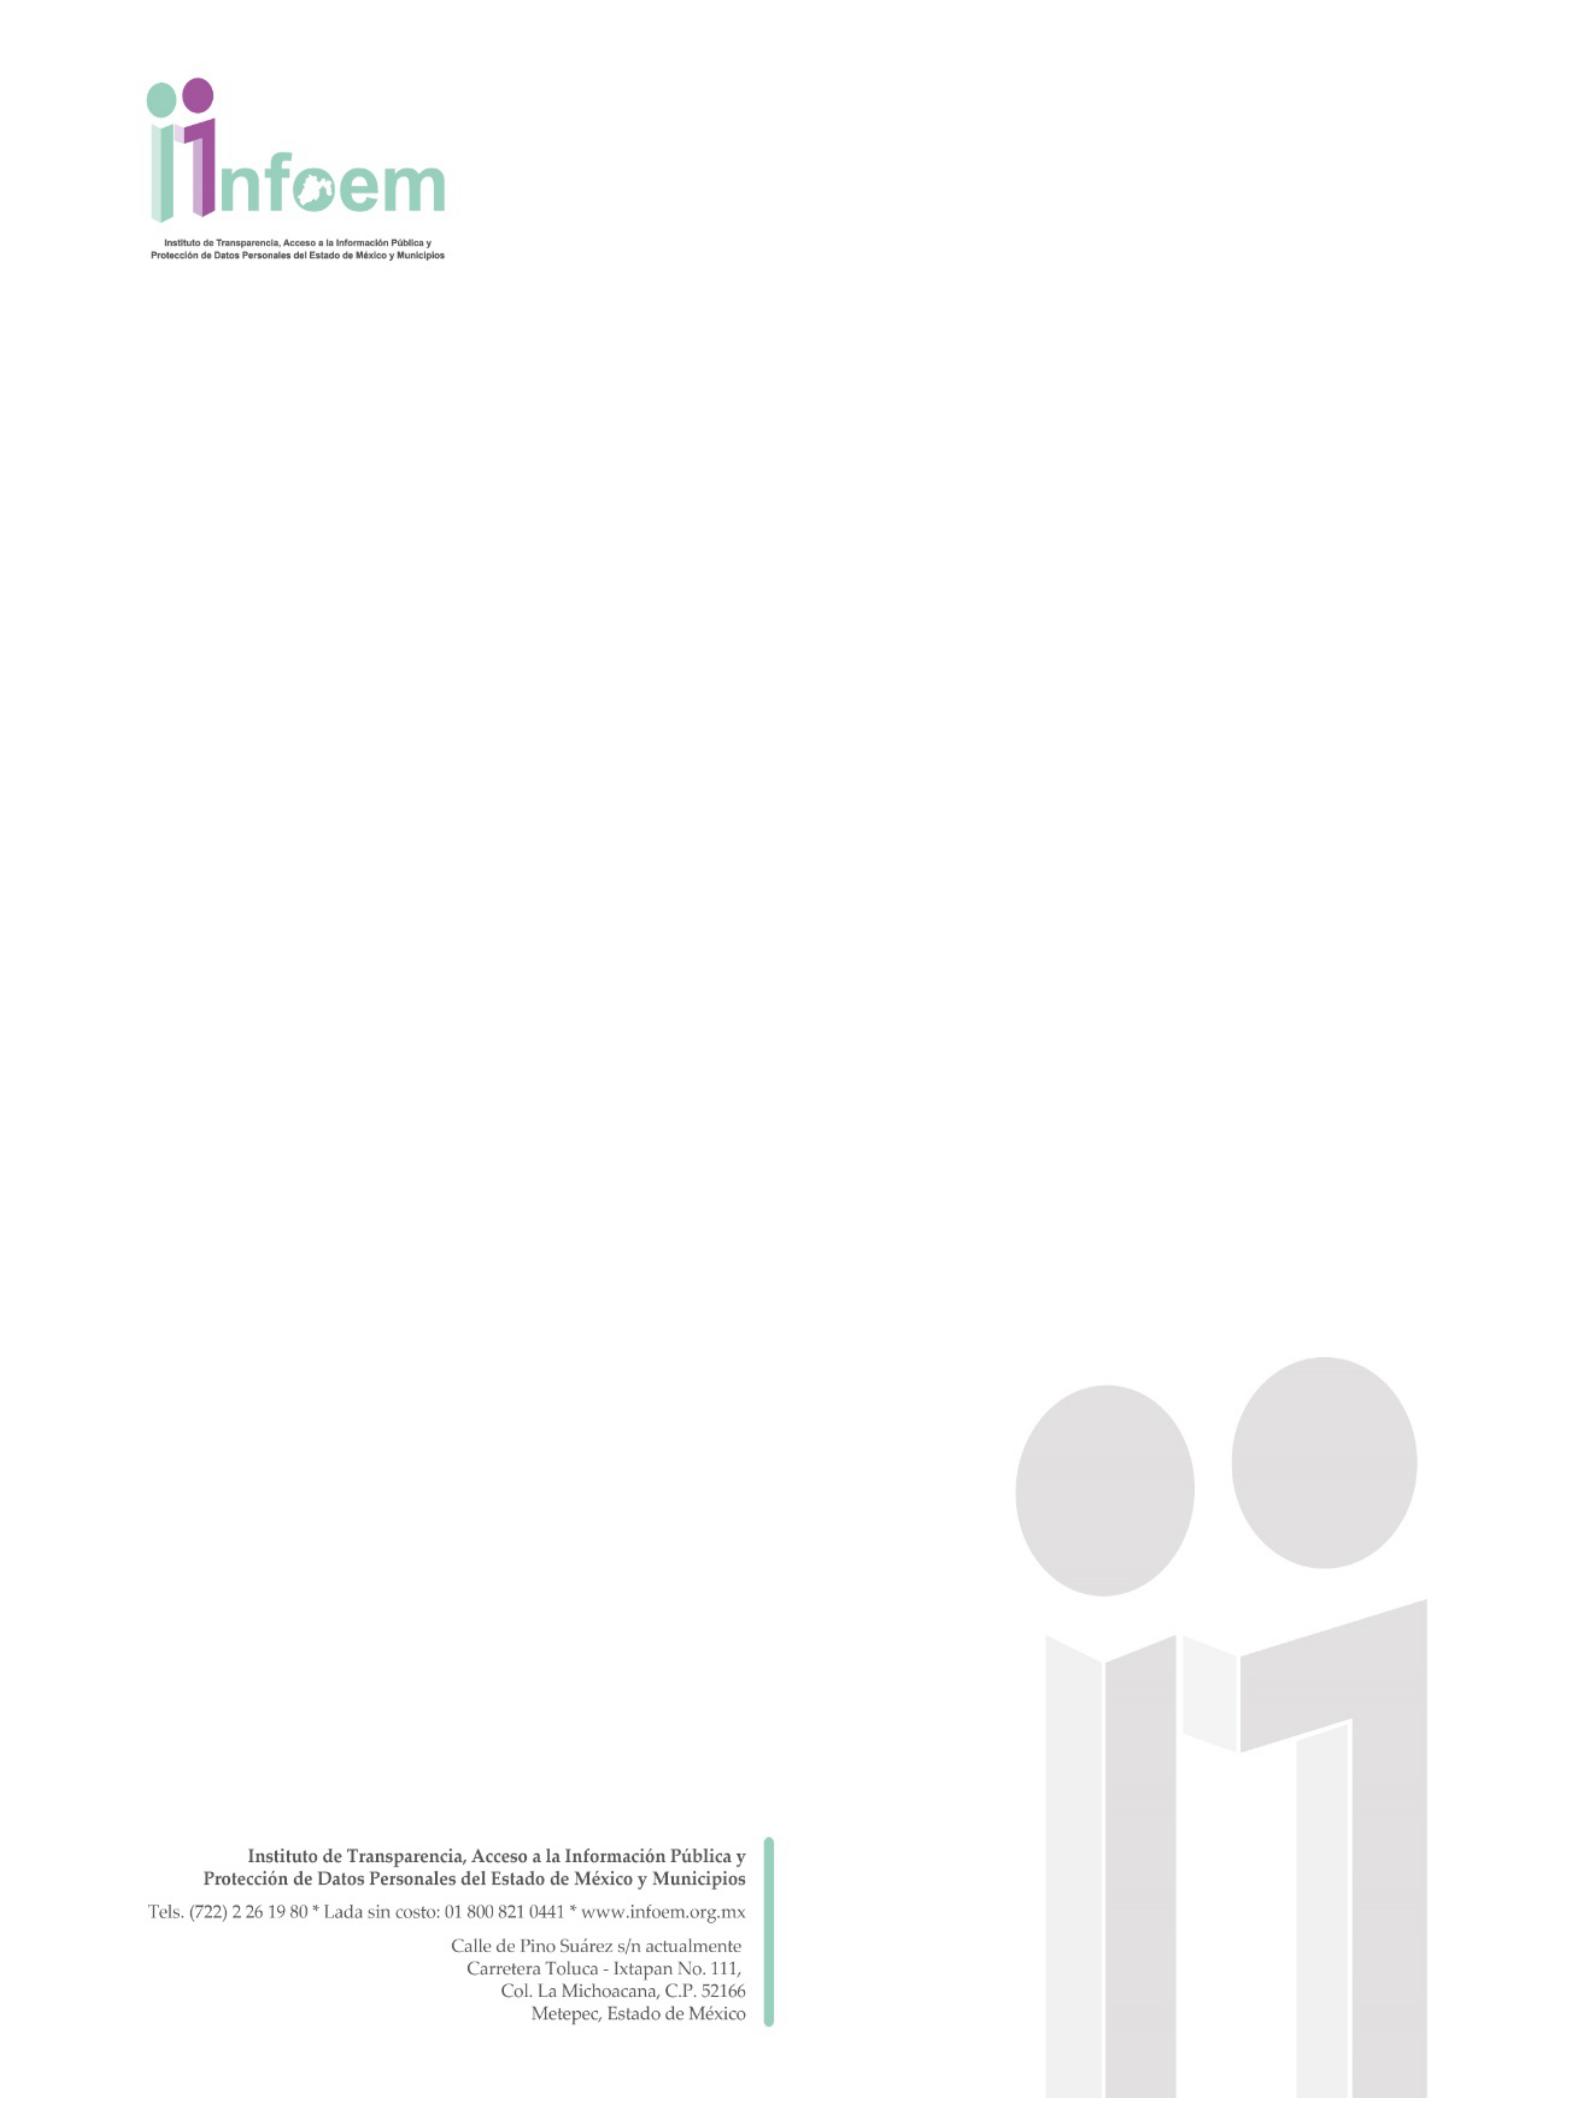 infoem
Instituto de Transparencia, Acceso a la Información Pública y
Protección de Datos Personales del Estado de México y Municipios
Instituto de Transparencia, Acceso a la Información Pública y
Protección de Datos Personales del Estado de México y Municipios
Tels. (722) 2 26 19 80 * Lada sin costo: 01 800 821 0441 * www.infoem.org.mx
Calle de Pino Suárez s/n actualmente
Carretera Toluca - Ixtapan No. 111,
Col. La Michoacana, C.P. 52166
Metepec, Estado de México